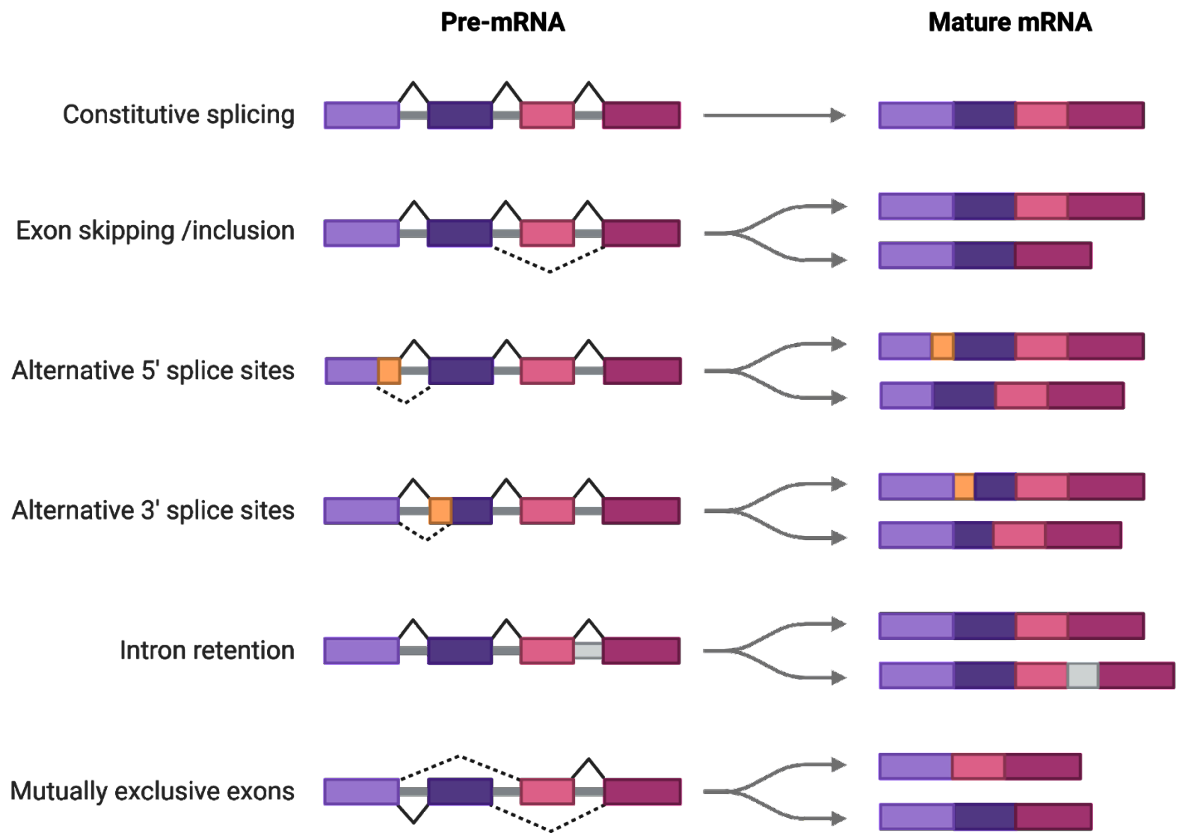 Pre-mRNA
Mature mRNA
Constitutive splicing
Exon skipping /inclusion
Alternative 5' splice sites
Alternative 3' splice sites
Intron retention
Mutually exclusive exons